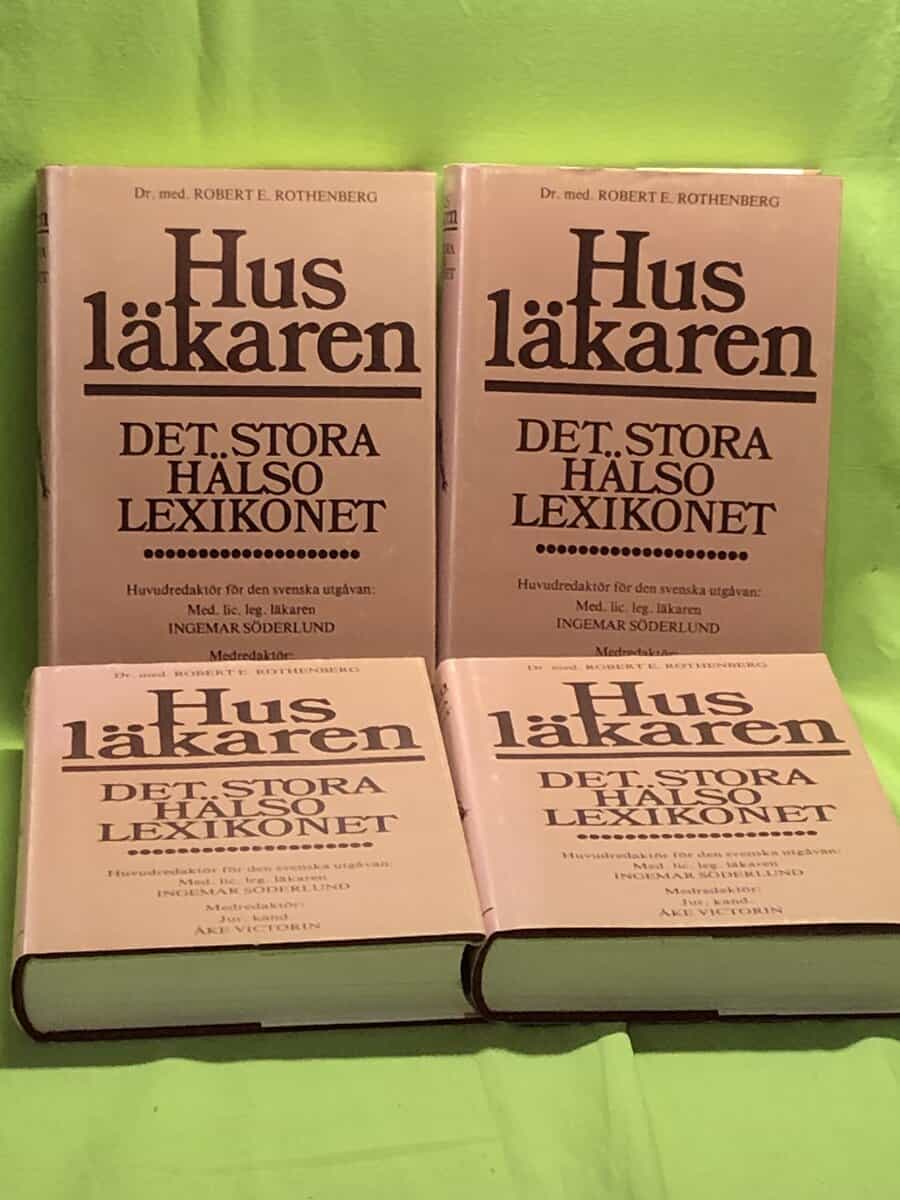 Dr. med. ROBERT E. ROTHENBERG
Hus
läkaren
DET STORA
HÄLSO
LEXIKONET
Huvudredaktör för den svenska utgåvan:
Med. lic. leg. läkaren
INGEMAR SÖDERLUND
Medredaktör:
Dr. med. ROBERT E. ROTHENBERG
Hus
läkaren
DET STORA
HÄLSO
LEXIKONET
Huvudredaktör för den svenska utgåvan:
Med. lic. leg. läkaren
INGEMAR SÖDERLUND
Medredaktör:
Dr. med. ROBERT E. ROTHENBERG
Hus
läkaren
DET STORA
HÄLSO
LEXIKONET
Huvudredaktör för den svenska utgåvan:
Med. lic. leg. läkaren
INGEMAR SÖDERLUND
Medredaktör:
Jur. kand.
ÅKE VICTORIN
Dr. med. ROBERT E. ROTHENBERG
Hus
läkaren
DET STORA
HÄLSO
LEXIKONET
Huvudredaktör för den svenska utgåvan:
Med. lic. leg. läkaren
INGEMAR SÖDERLUND
Medredaktör:
Jur. kand.
ÅKE VICTORIN